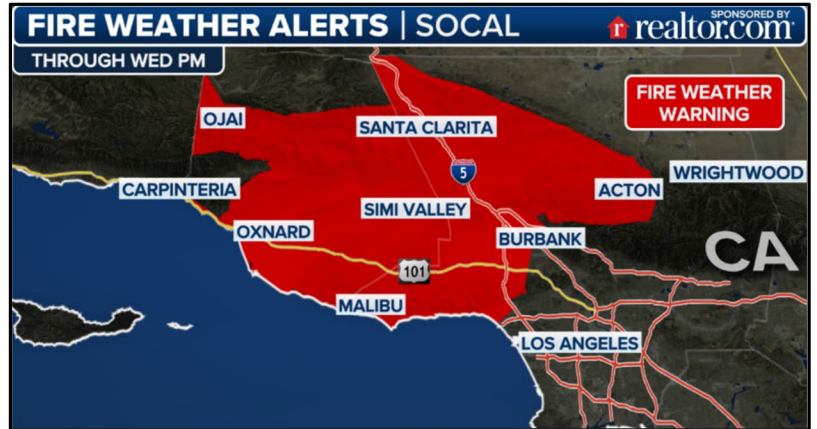 FIRE WEATHER ALERTS | SOCAL
SPONSORED BY
r realtor.com
THROUGH WED PM
FIRE WEATHER
WARNING
OJAI
SANTA CLARITA
5
WRIGHTWOOD
CARPINTERIA
ACTON
SIMI VALLEY
OXNARD
BURBANK
CA
101
MALIBU
LOS ANGELES